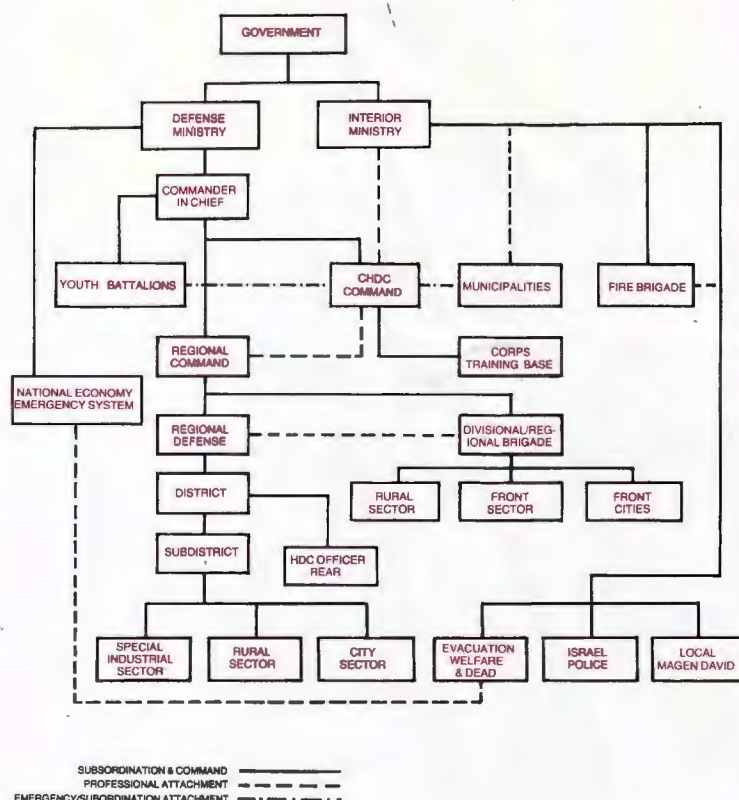 GOVERNMENT
DEFENSE
MINISTRY
INTERIOR
MINISTRY
COMMANDER
IN CHIEF
YOUTH BATTALIONS
CHDC
COMMAND
MUNICIPALITIES
FIRE BRIGADE
REGIONAL
COMMAND
CORPS
TRAINING BASE
NATIONAL ECONOMY
EMERGENCY SYSTEM
REGIONAL
DEFENSE
DIVISIONAL/REG-
IONAL BRIGADE
DISTRICT
RURAL
SECTOR
FRONT
SECTOR
FRONT
CITIES
SUBDISTRICT
HDC OFFICER
REAR
SPECIAL
INDUSTRIAL
SECTOR
RURAL
SECTOR
CITY
SECTOR
EVACUATION
WELFARE
& DEAD
ISRAEL
POLICE
LOCAL
MAGEN DAVID
SUBSORDINATION & COMMAND
PROFESSIONAL ATTACHMENT
EMERGENCY/SUBORDINATION ATTACHMENT